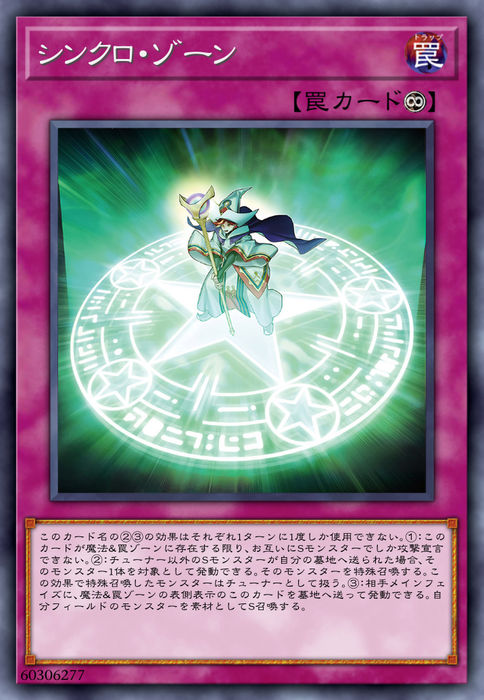 シンクロ・ゾーン
トラップ
罠
【罠カード】
このカード名の②③の効果はそれぞれ1ターンに1度しか使用できない。①:この
カードが魔法&罠ゾーンに存在する限り、お互いにSモンスターでしか攻撃宣言
できない。②:チューナー以外のSモンスターが自分の墓地へ送られた場合、そ
のモンスター1体を対象として発動できる。そのモンスターを特殊召喚する。こ
の効果で特殊召喚したモンスターはチューナーとして扱う。③:相手メインフェ
イズに、魔法&罠ゾーンの表側表示のこのカードを墓地へ送って発動できる。自
分フィールドのモンスターを素材としてS召喚する。
60306277